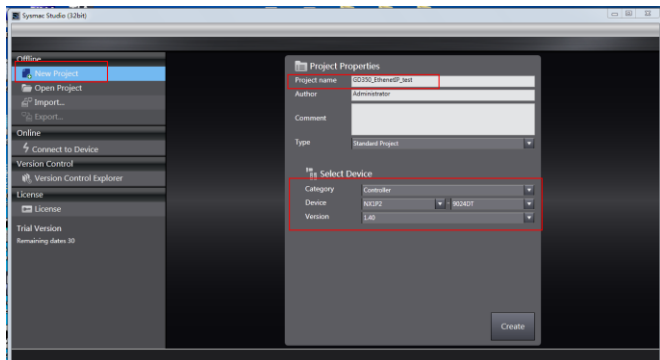 Sysmac Studio (32bit)
Offline
New Project
Open Project
Import...
Export...
Online
Connect to Device
Version Control
Version Control Explorer
License
License
Trial Version
Remaining dates 30
Project Properties
Project name GD350_EthenetIP_test
Author Administrator
Comment
Type Standard Project
Select Device
Category Controller
Device NX1P2 - 9024DT
Version 1.40
Create